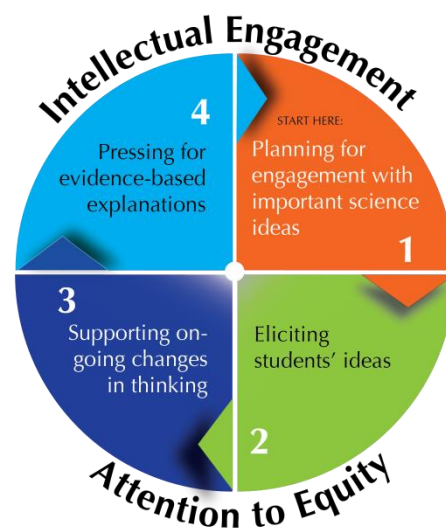 Intellectual Engagement
START HERE:
Planning for
engagement with
important science
ideas
1
Eliciting
students' ideas
2
3
Supporting on-
going changes
in thinking
4
Pressing for
evidence-based
explanations
Attention to Equity